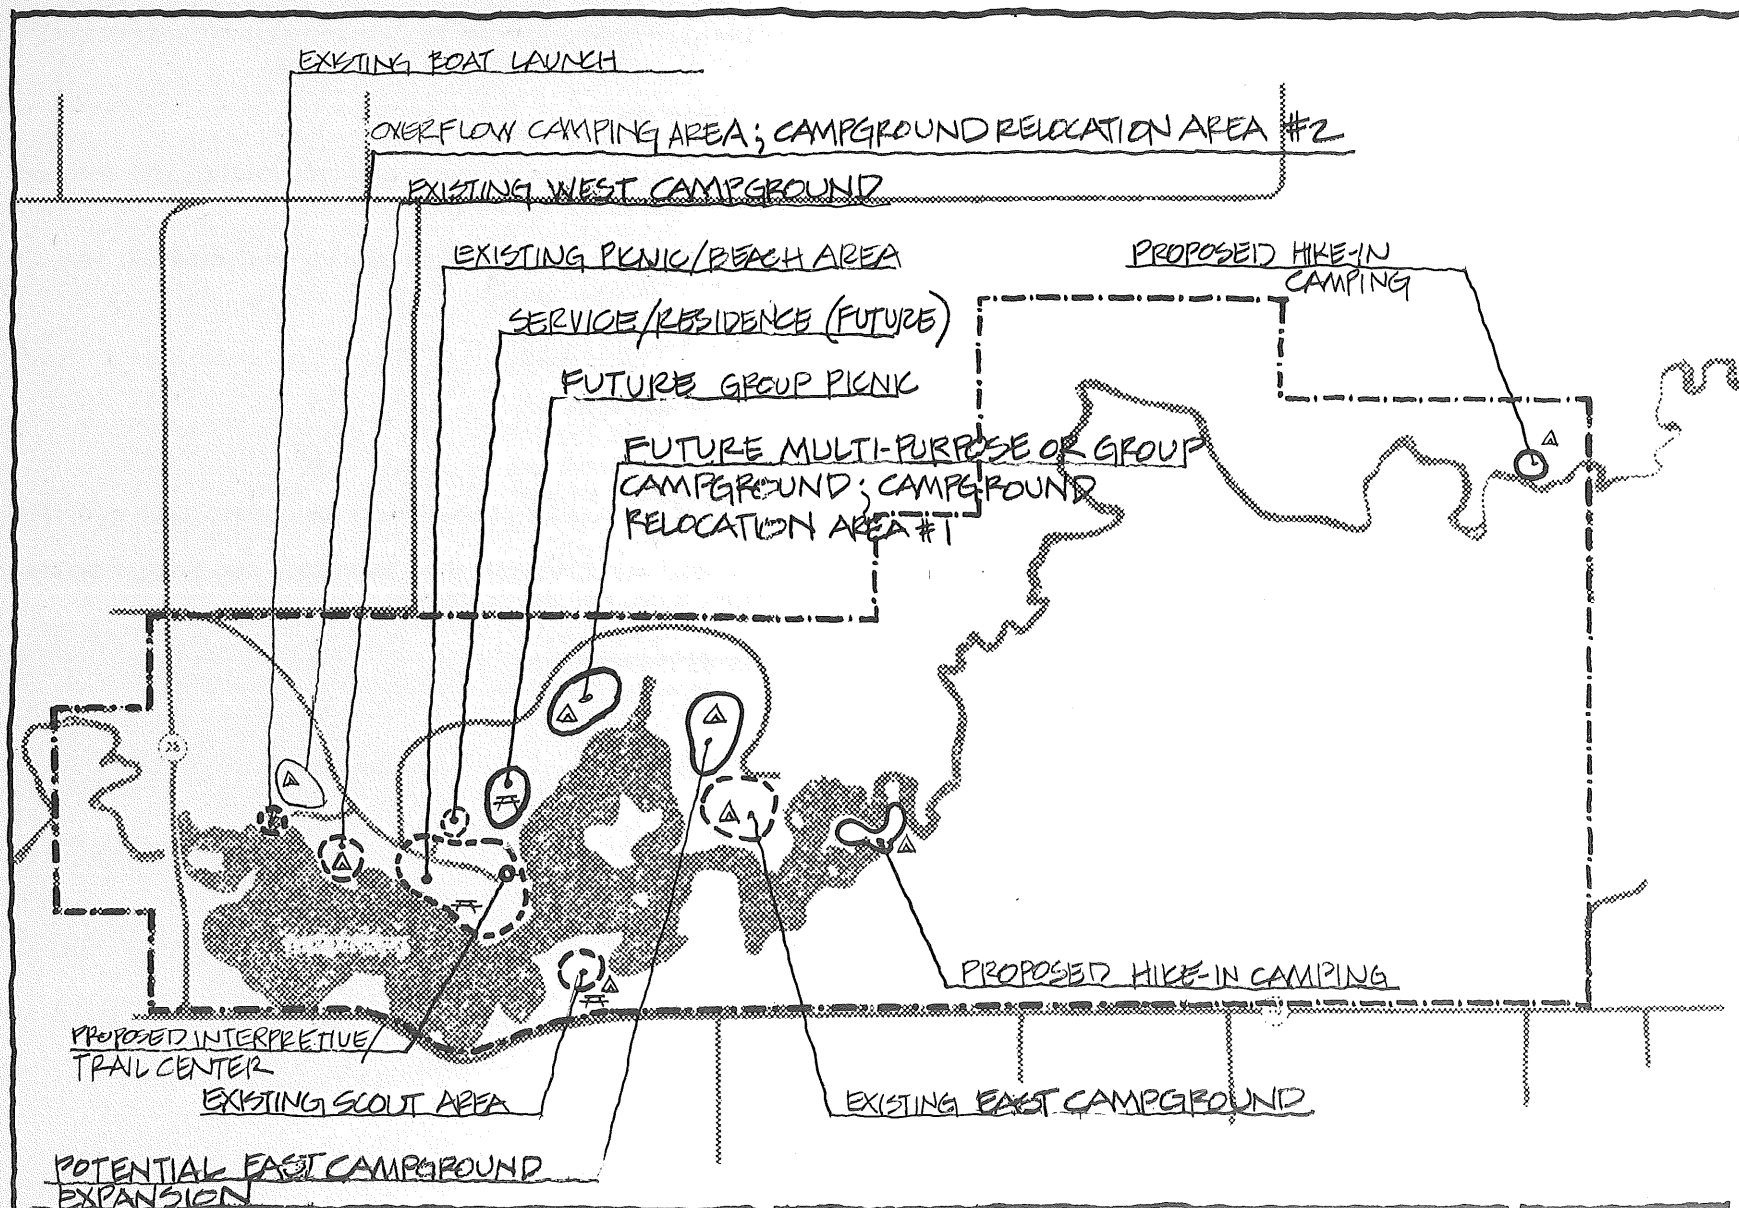 EXISTING BOAT LAUNCH
OVERFLOW CAMPING AREA; CAMPGROUND RELOCATION AREA #2
EXISTING WEST CAMPGROUND
EXISTING PICNIC/BEACH AREA
PROPOSED HIKE-IN
CAMPING
SERVICE/RESIDENCE (FUTURE)
FUTURE GROUP PICNIC
FUTURE MULTI-PURPOSE OR GROUP
CAMPGROUND; CAMPGROUND
RELOCATION AREA #1
26
PROPOSED HIKE-IN CAMPING
PROPOSED INTERPRETIVE/
TRAIL CENTER
EXISTING SCOUT AREA
EXISTING EAST CAMPGROUND
POTENTIAL EAST CAMPGROUND
EXPANSION